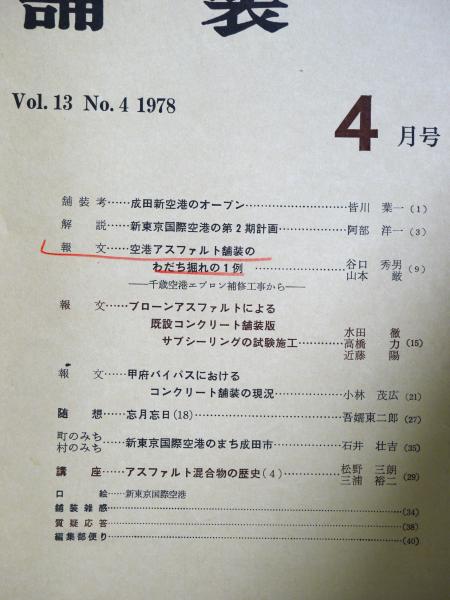 舗装
Vol. 13 No. 4 1978
4月号
舗装考……成田新空港のオープン……………………皆川 葉一(1)
解 説……新東京国際空港の第2期計画……………阿部 洋一(3)
報 文……空港アスファルト舗装の
わだち掘れの1例……………谷口 秀男 山本 厳(9)
――千歳空港エプロン補修工事から――
報 文……ブローンアスファルトによる
既設コンクリート舗装版
サブシーリングの試験施工…………水田 徹 高橋 力 近藤 陽(15)
報 文……甲府バイパスにおける
コンクリート舗装の現況…………小林 茂広(21)
随 想……忘月忘日(18)……………………吾孀東二郎(27)
町のみち 村のみち……新東京国際空港のまち成田市…………石井 壮吉(35)
講 座……アスファルト混合物の歴史(4)…………松野 三朗 三浦 裕二(29)
口 絵……新東京国際空港
舗装雑感……………………(34)
質疑応答……………………(38)
編集部便り……………………(40)